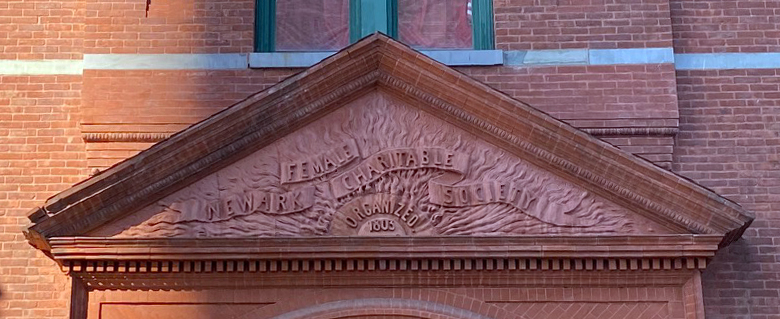 NEWARK FEMALE CHARITABLE SOCIETY
ORGANIZED
1803